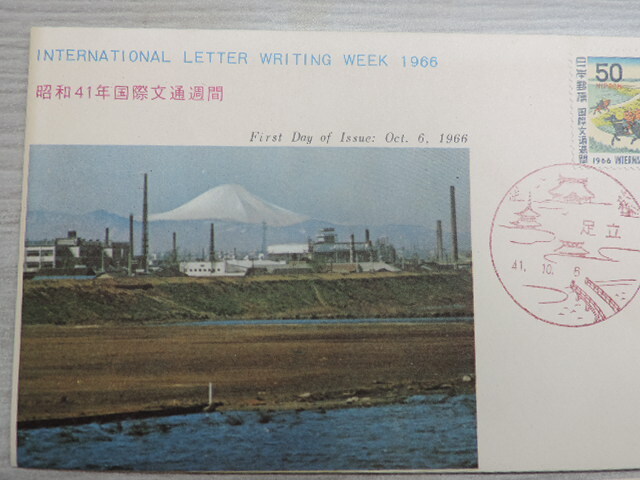 INTERNATIONAL LETTER WRITING WEEK 1966
昭和41年国際文通週間
First Day of Issue: Oct. 6, 1966
50
日本郵便 国際文通週間
1966 INTERNA
足立
41. 10. 6